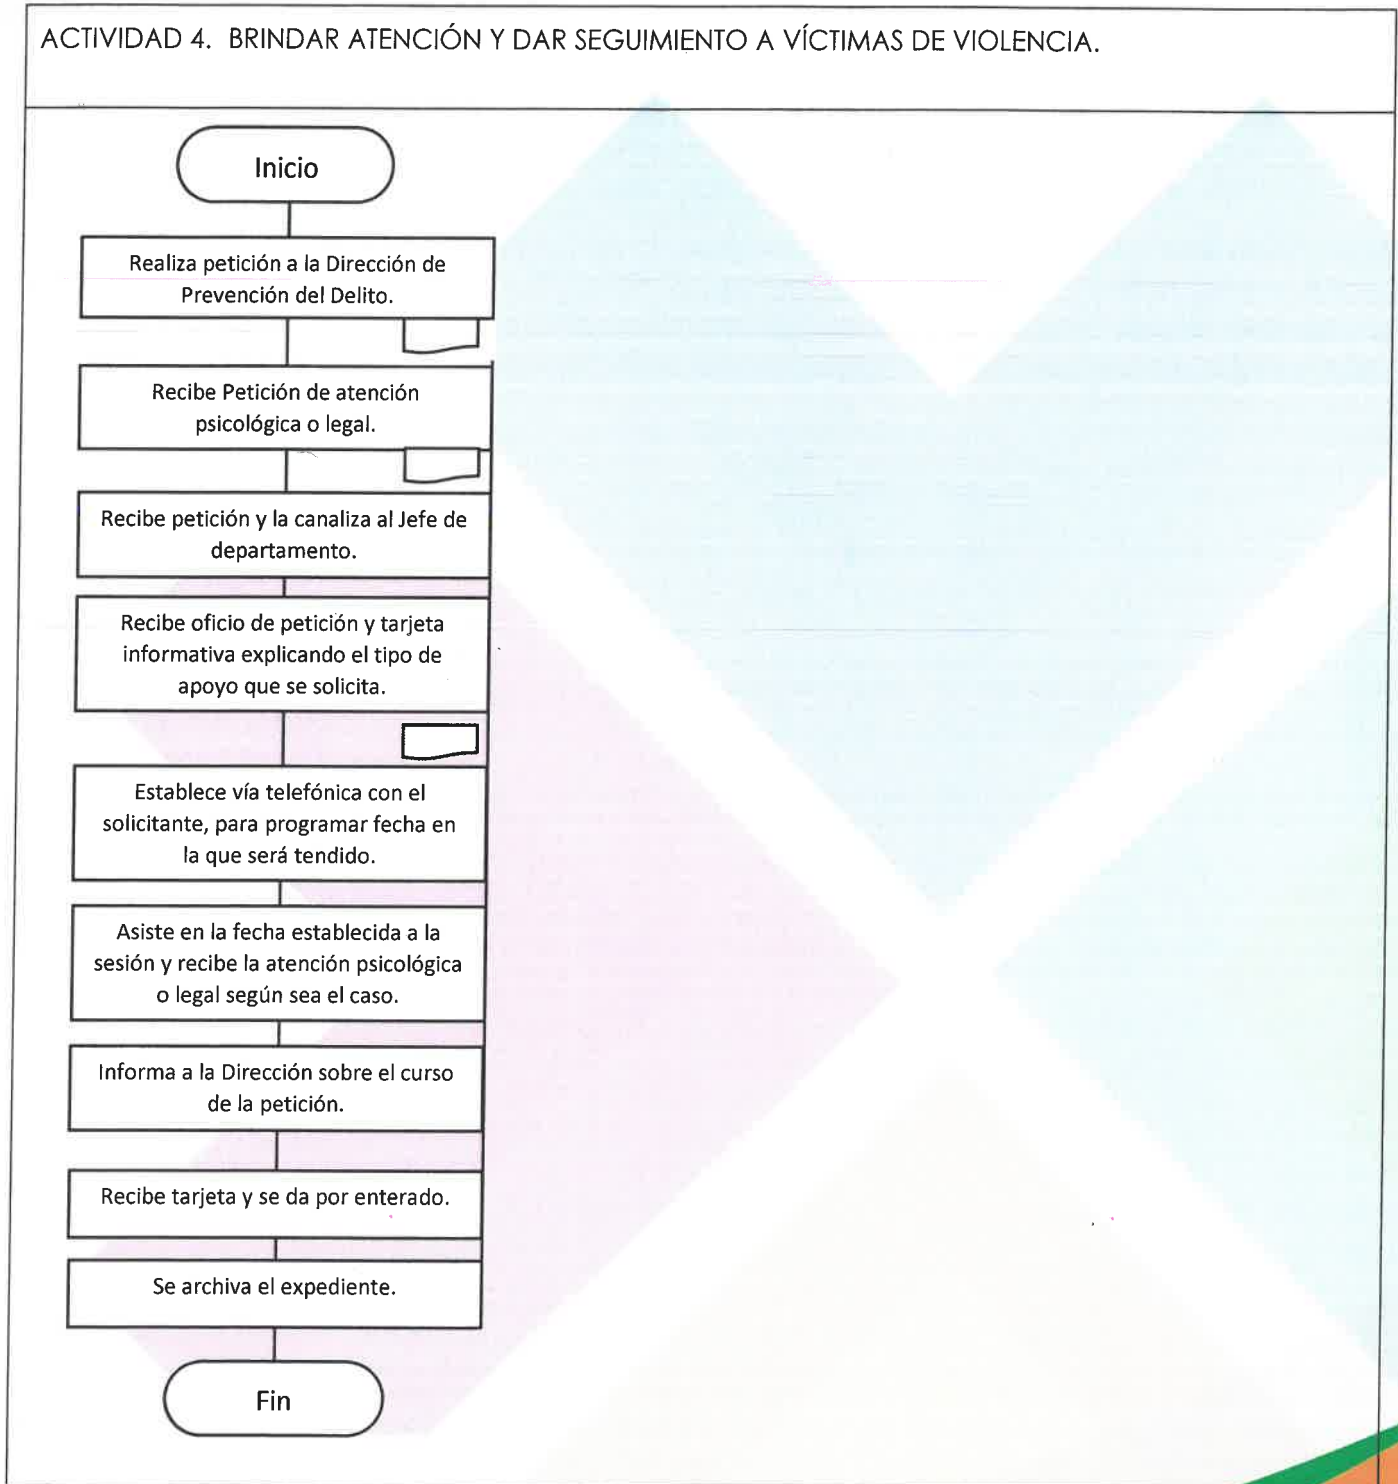 ACTIVIDAD 4. BRINDAR ATENCIÓN Y DAR SEGUIMIENTO A VÍCTIMAS DE VIOLENCIA.
Inicio
Realiza petición a la Dirección de
Prevención del Delito.
Recibe Petición de atención
psicológica o legal.
Recibe petición y la canaliza al Jefe de
departamento.
Recibe oficio de petición y tarjeta
informativa explicando el tipo de
apoyo que se solicita.
Establece vía telefónica con el
solicitante, para programar fecha en
la que será tendido.
Asiste en la fecha establecida a la
sesión y recibe la atención psicológica
o legal según sea el caso.
Informa a la Dirección sobre el curso
de la petición.
Recibe tarjeta y se da por enterado.
Se archiva el expediente.
Fin